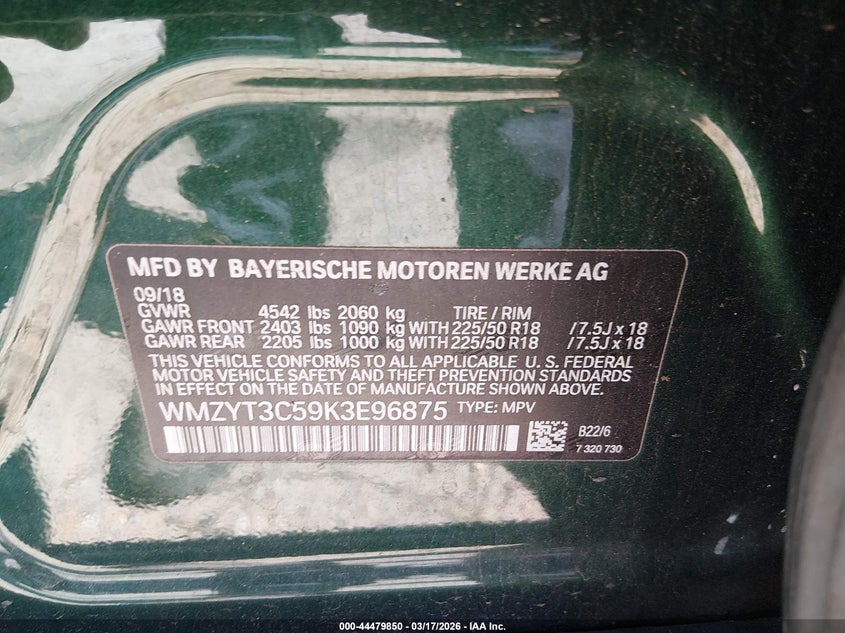 MFD BY BAYERISCHE MOTOREN WERKE AG
09/18
GVWR 4542 lbs 2060 kg TIRE / RIM
GAWR FRONT 2403 lbs 1090 kg WITH 225/50 R18 /7.5J x 18
GAWR REAR 2205 lbs 1000 kg WITH 225/50 R18 /7.5J x 18
THIS VEHICLE CONFORMS TO ALL APPLICABLE U. S. FEDERAL
MOTOR VEHICLE SAFETY AND THEFT PREVENTION STANDARDS
IN EFFECT ON THE DATE OF MANUFACTURE SHOWN ABOVE.
WMZYT3C59K3E96875 TYPE: MPV
B22/6
7 320 730
000-44479850 - 03/17/2026 - IAA Inc.